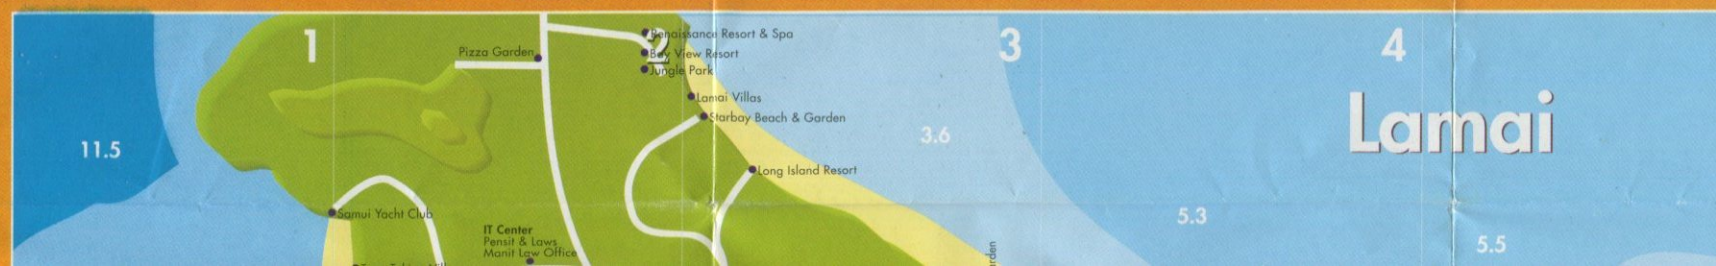 1
2
3
4
Renaissance Resort & Spa
Pizza Garden
Bay View Resort
Jungle Park
Lamai Villas
Lamai
Starbay Beach & Garden
3.6
11.5
Long Island Resort
Samui Yacht Club
5.3
IT Center
Pensit & Laws
Manit Law Office
5.5